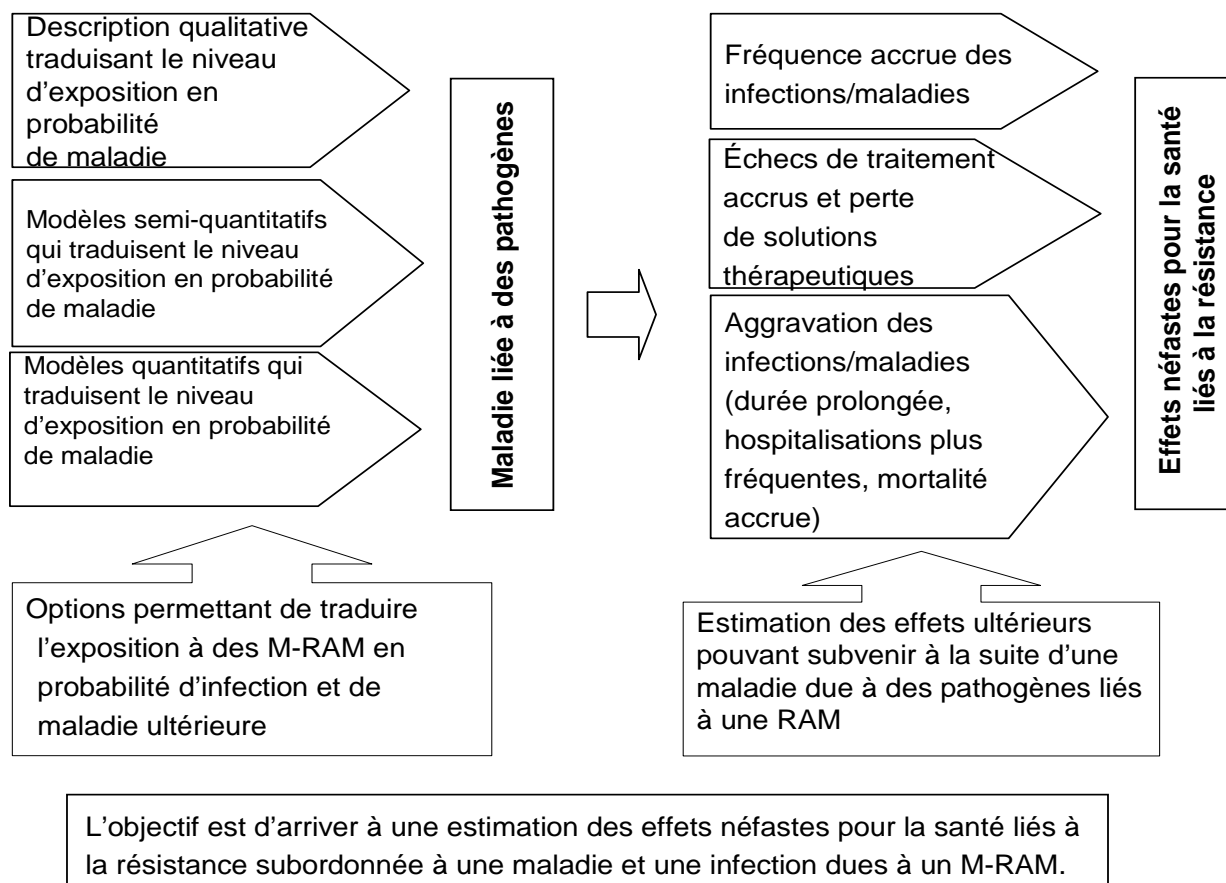 Description qualitative
traduisant le niveau
d’exposition en
probabilité
de maladie
Modèles semi-quantitatifs
qui traduisent le niveau
d’exposition en probabilité
de maladie
Modèles quantitatifs qui
traduisent le niveau
d’exposition en probabilité
de maladie
Maladie liée à des pathogènes
Fréquence accrue des
infections/maladies
Échecs de traitement
accrus et perte
de solutions
thérapeutiques
Aggravation des
infections/maladies
(durée prolongée,
hospitalisations plus
fréquentes, mortalité
accrue)
Effets néfastes pour la santé
liés à la résistance
Options permettant de traduire
l’exposition à des M-RAM en
probabilité d’infection et de
maladie ultérieure
Estimation des effets ultérieurs
pouvant subvenir à la suite d’une
maladie due à des pathogènes liés
à une RAM
L’objectif est d’arriver à une estimation des effets néfastes pour la santé liés à
la résistance subordonnée à une maladie et une infection dues à un M-RAM.